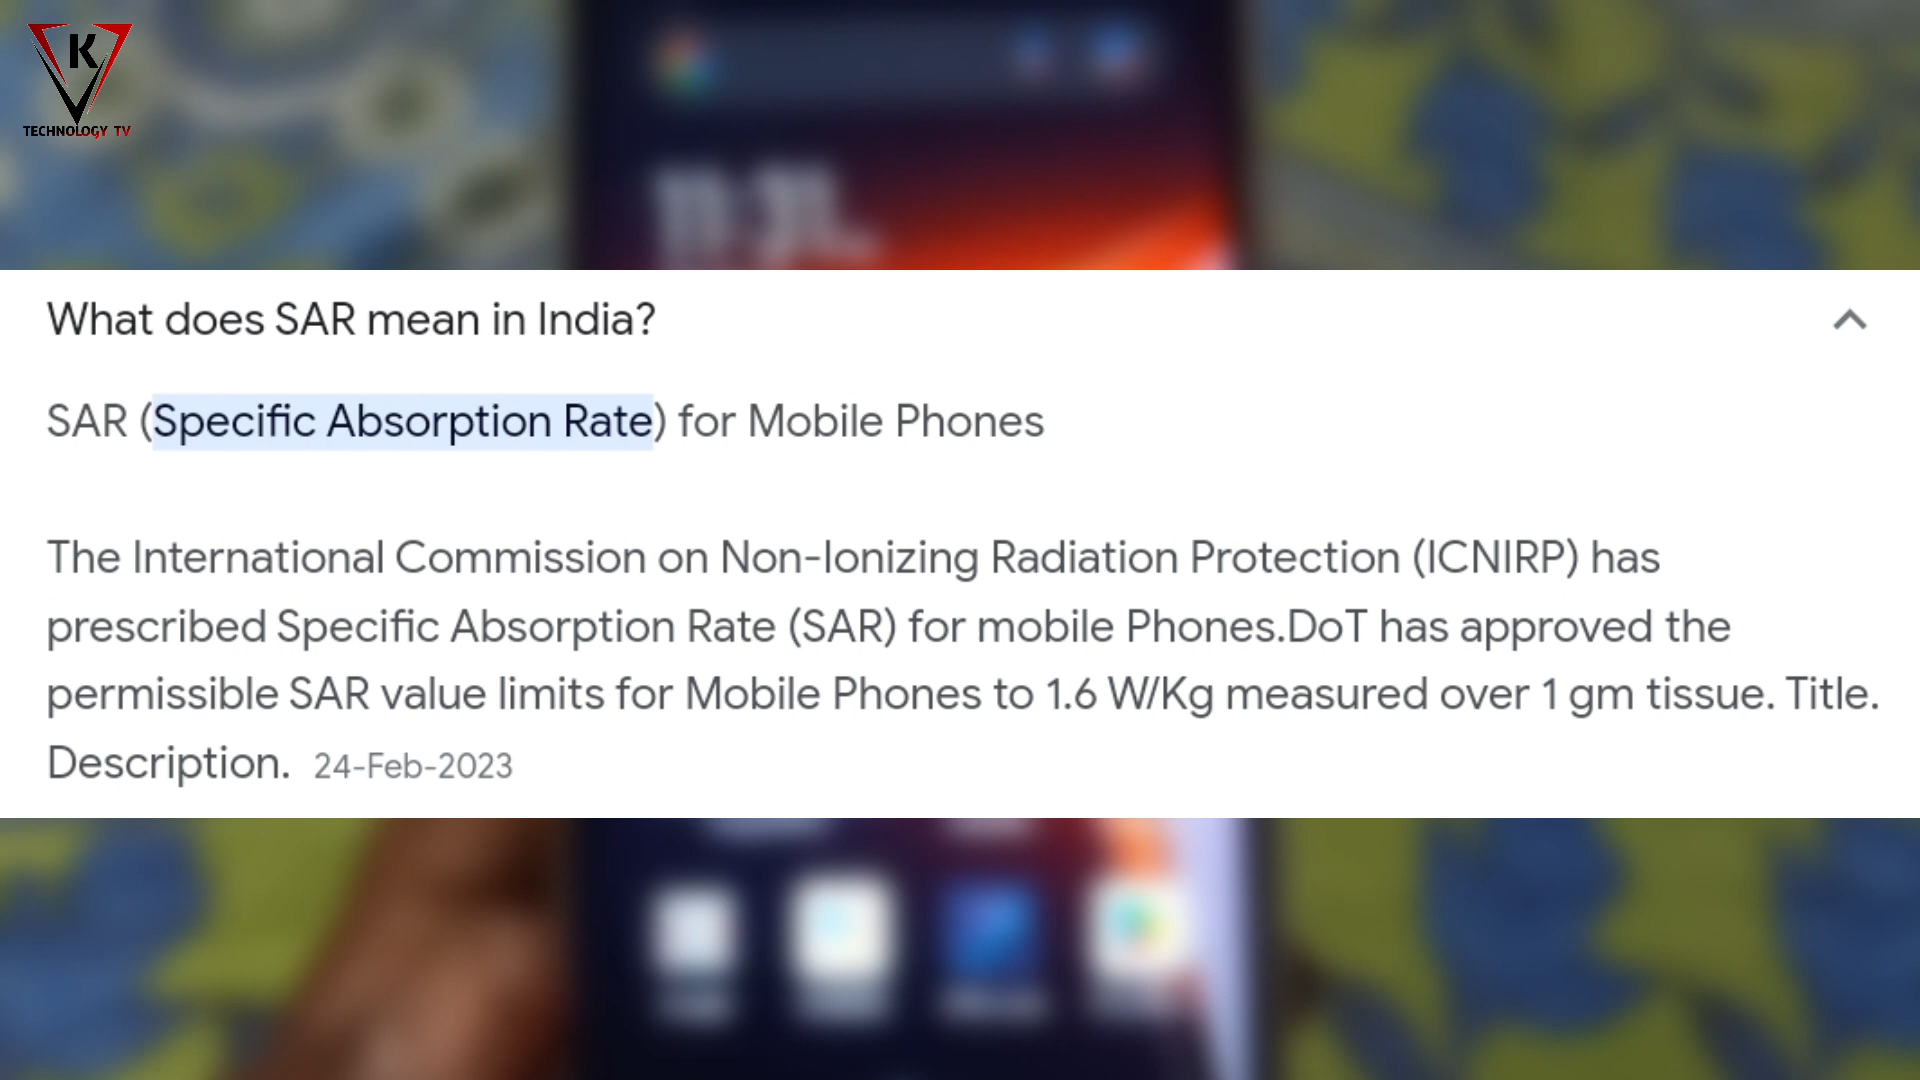 K
TECHNOLOGY TV
What does SAR mean in India?
SAR (Specific Absorption Rate) for Mobile Phones
The International Commission on Non-Ionizing Radiation Protection (ICNIRP) has
prescribed Specific Absorption Rate (SAR) for mobile Phones.DoT has approved the
permissible SAR value limits for Mobile Phones to 1.6 W/Kg measured over 1 gm tissue. Title.
Description. 24-Feb-2023